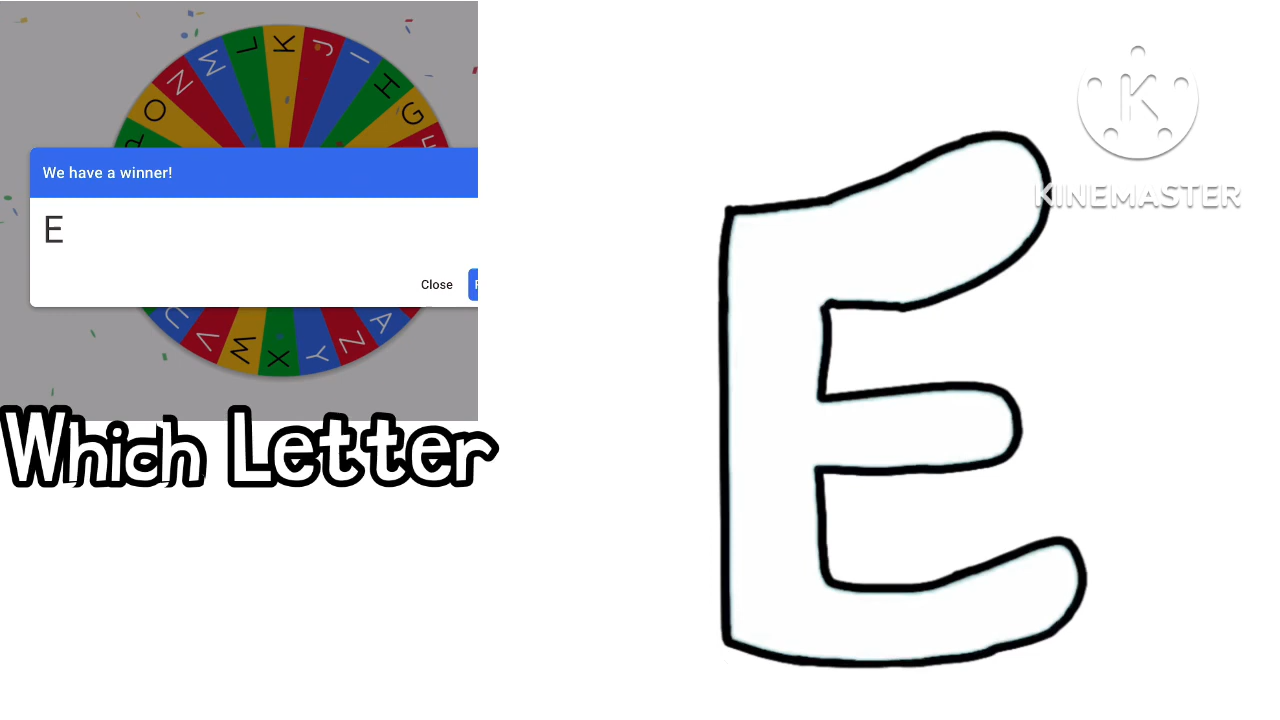 L K J I H G F
M N O P
We have a winner!
E
Close
U V W X Y Z A
Which Letter
E
K
KINEMASTER